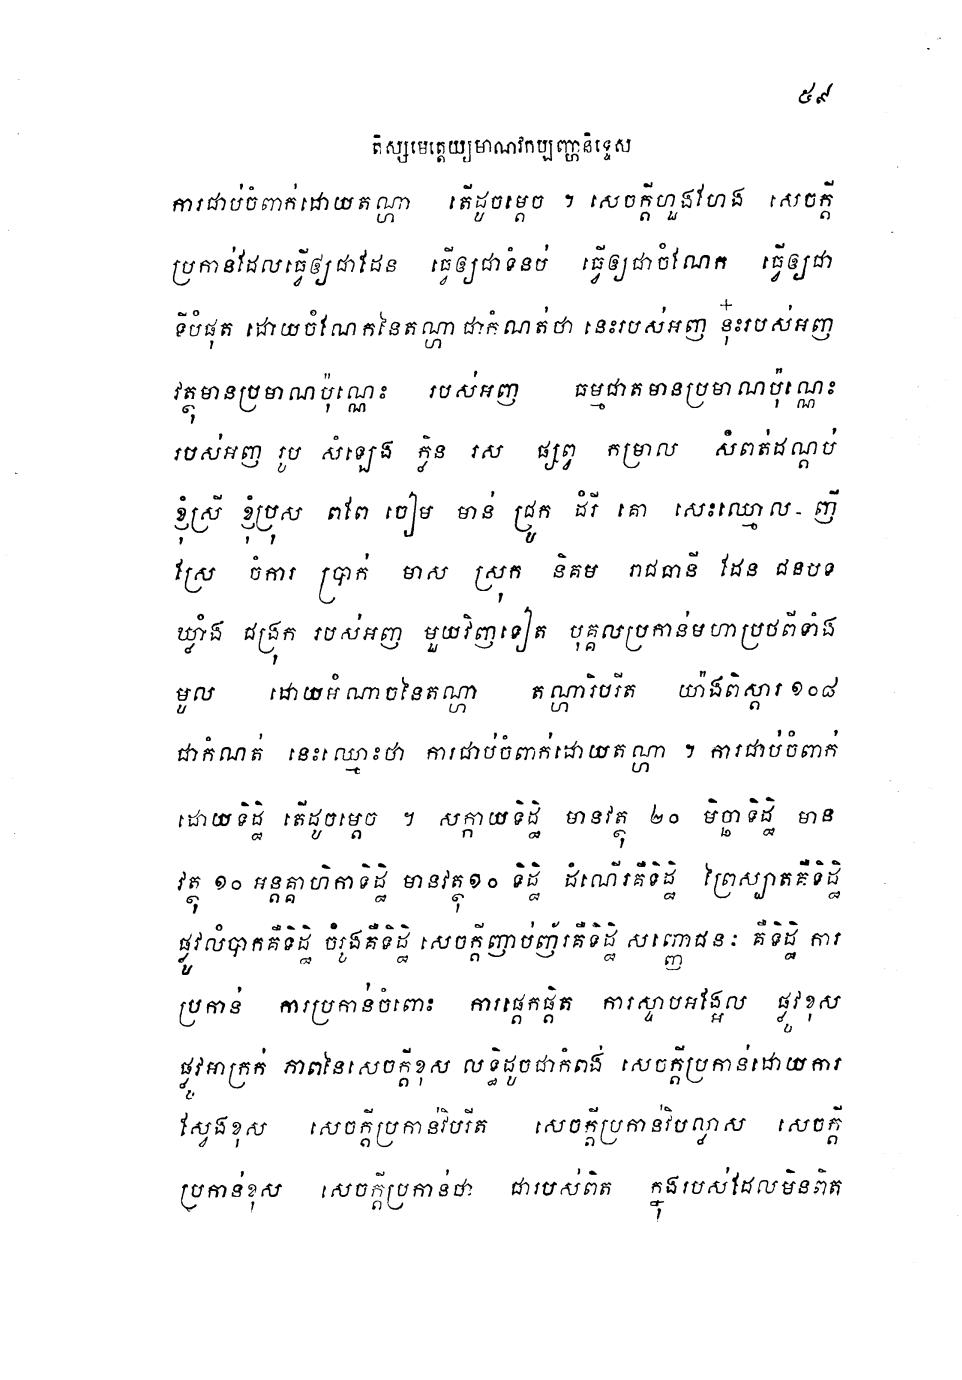 ៥៩
តិស្សមេត្តេយ្យមាណវកប្បញ្ហានិទ្ទេស
ការជាប់ចំពាក់ដោយតណ្ហា តើដូចម្តេច ។ សេចក្តីហួងហែង សេចក្តី
ប្រកាន់ដែលធ្វើឲ្យជាដែន ធ្វើឲ្យជាទំនប់ ធ្វើឲ្យជាចំណែក ធ្វើឲ្យជា
ទីបំផុត ដោយចំណែកនៃតណ្ហាជាកំណត់ថា នេះរបស់អញ នុ៎ះរបស់អញ
វត្ថុមានប្រមាណប៉ុណ្ណេះ របស់អញ ធម្មជាតមានប្រមាណប៉ុណ្ណេះ
របស់អញ រូប សំឡេង ក្លិន រស ផ្សព្វ កម្រាល សំពត់ដណ្តប់
ខ្ញុំស្រី ខ្ញុំប្រុស ពពែ ចៀម មាន់ ជ្រូក ដំរី គោ សេះឈ្មោល-ញី
ស្រែ ចំការ ប្រាក់ មាស ស្រុក និគម រាជធានី ដែន ជនបទ
ឃ្លាំង ជង្រុក របស់អញ មួយវិញទៀត បុគ្គលប្រកាន់មហាប្រថពីទាំង
មូល ដោយអំណាចនៃតណ្ហា តណ្ហាវិបរីត យ៉ាងពិស្តារ ១០៨
ជាកំណត់ នេះឈ្មោះថា ការជាប់ចំពាក់ដោយតណ្ហា ។ ការជាប់ចំពាក់
ដោយទិដ្ឋិ តើដូចម្តេច ។ សក្កាយទិដ្ឋិ មានវត្ថុ ២០ មិច្ឆាទិដ្ឋិ មាន
វត្ថុ ១០ អន្តគ្គាហិកាទិដ្ឋិ មានវត្ថុ១០ ទិដ្ឋិ ដំណើរគឺទិដ្ឋិ ព្រៃស្បាតគឺទិដ្ឋិ
ផ្លូវលំបាកគឺទិដ្ឋិ ចំរូងគឺទិដ្ឋិ សេចក្តីញាប់ញ័រគឺទិដ្ឋិ សញ្ញោជនៈ គឺទិដ្ឋិ ការ
ប្រកាន់ ការប្រកាន់ចំពោះ ការផ្តេកផ្តិត ការស្ទាបអង្អែល ផ្លូវខុស
ផ្លូវអាក្រក់ ភាពនៃសេចក្តីខុស លទ្ធិដូចជាកំពង់ សេចក្តីប្រកាន់ដោយការ
ស្វែងខុស សេចក្តីប្រកាន់វិបរីត សេចក្តីប្រកាន់វិបល្លាស សេចក្តី
ប្រកាន់ខុស សេចក្តីប្រកាន់ថា ជារបស់ពិត ក្នុងរបស់ដែលមិនពិត